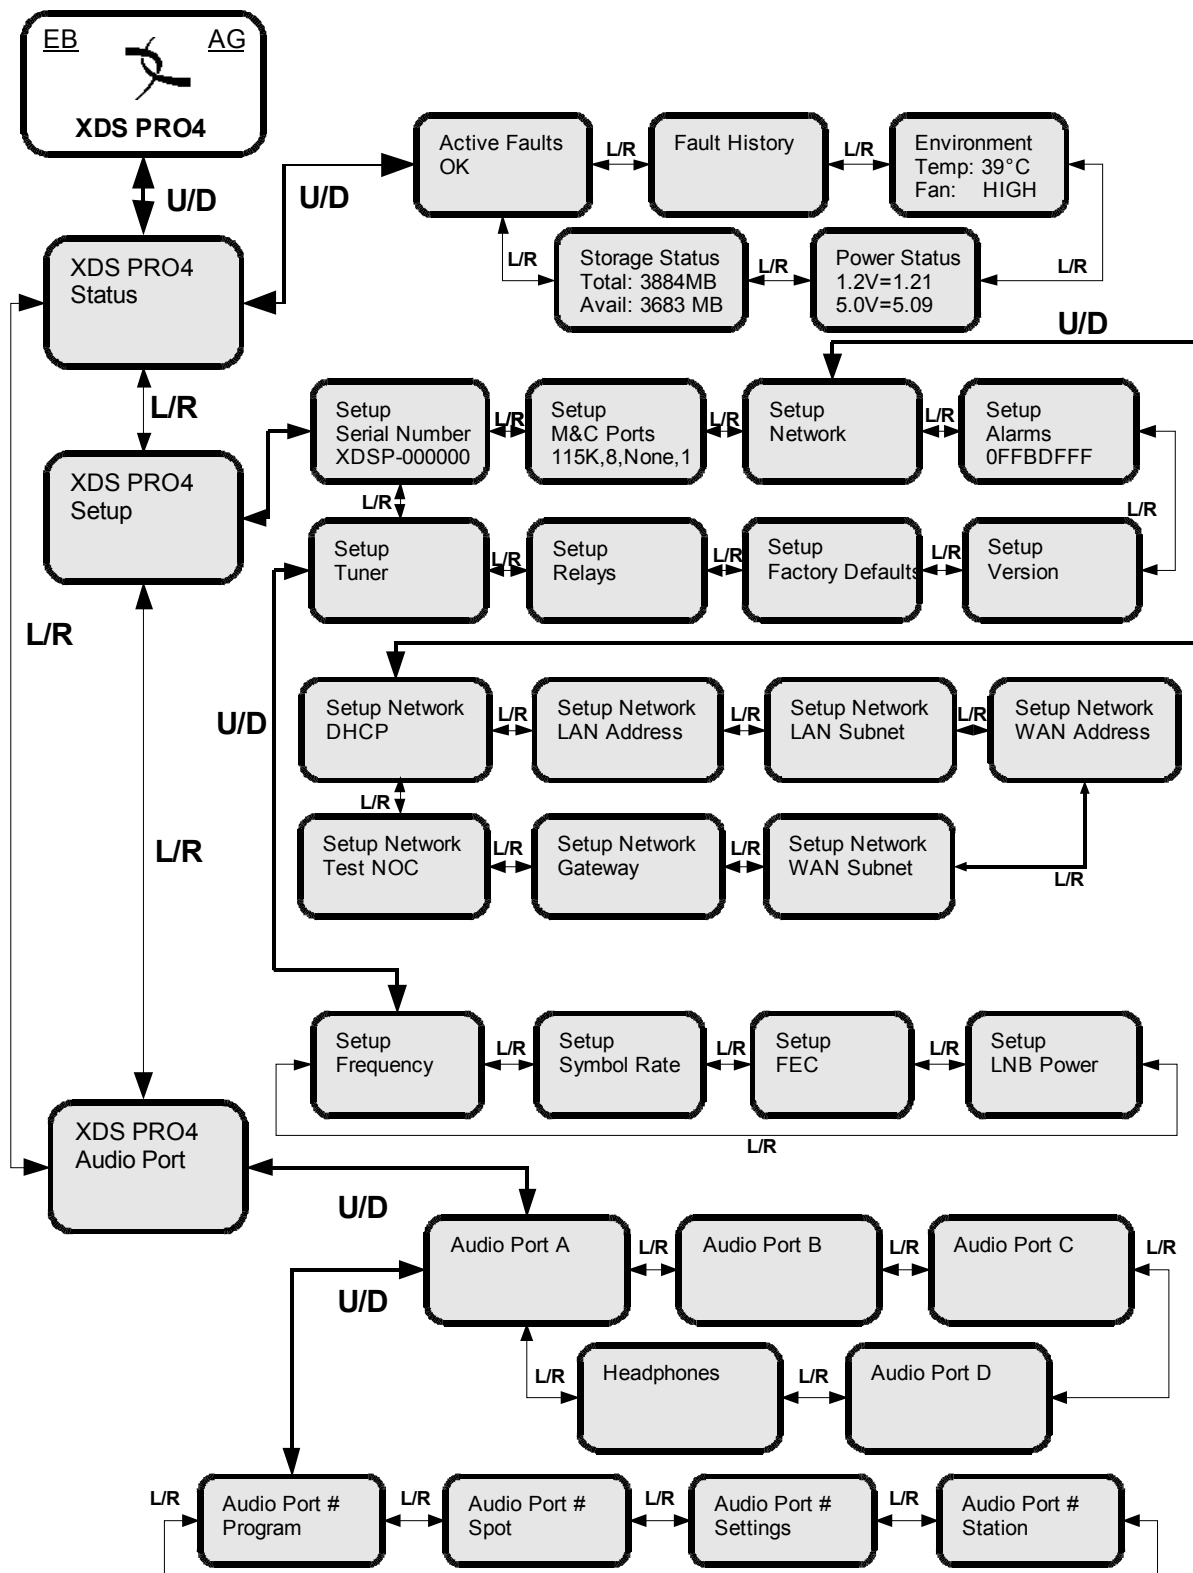 EB AG
XDS PRO4
U/D
XDS PRO4
Status
U/D
Active Faults
OK
L/R
Fault History
L/R
Environment
Temp: 39°C
Fan: HIGH
L/R
Storage Status
Total: 3884MB
Avail: 3683 MB
L/R
Power Status
1.2V=1.21
5.0V=5.09
L/R
U/D
L/R
XDS PRO4
Setup
Setup
Serial Number
XDSP-000000
L/R
Setup
M&C Ports
115K,8,None,1
L/R
Setup
Network
L/R
Setup
Alarms
0FFBDFFF
L/R
L/R
Setup
Tuner
L/R
Setup
Relays
L/R
Setup
Factory Defaults
L/R
Setup
Version
L/R
U/D
Setup Network
DHCP
L/R
Setup Network
LAN Address
L/R
Setup Network
LAN Subnet
L/R
Setup Network
WAN Address
L/R
Setup Network
Test NOC
L/R
Setup Network
Gateway
L/R
Setup Network
WAN Subnet
L/R
L/R
Setup
Frequency
L/R
Setup
Symbol Rate
L/R
Setup
FEC
L/R
Setup
LNB Power
L/R
XDS PRO4
Audio Port
U/D
Audio Port A
L/R
Audio Port B
L/R
Audio Port C
L/R
U/D
L/R
Headphones
L/R
Audio Port D
L/R
Audio Port #
Program
L/R
Audio Port #
Spot
L/R
Audio Port #
Settings
L/R
Audio Port #
Station
L/R